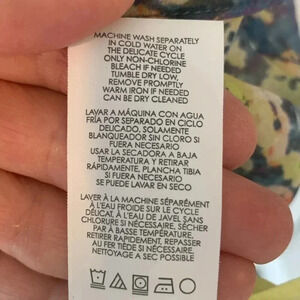 MACHINE WASH SEPARATELY
IN COLD WATER ON
THE DELICATE CYCLE
ONLY NON-CHLORINE
BLEACH IF NEEDED
TUMBLE DRY LOW,
REMOVE PROMPTLY
WARM IRON IF NEEDED
CAN BE DRY CLEANED
LAVAR A MÁQUINA CON AGUA
FRÍA POR SEPARADO EN CICLO
DELICADO, SOLAMENTE
BLANQUEADOR SIN CLORO SI
FUERA NECESARIO
USAR LA SECADORA A BAJA
TEMPERATURA Y RETIRAR
RÁPIDAMENTE, PLANCHA TIBIA
SI FUERA NECESARIO
SE PUEDE LAVAR EN SECO
LAVER À LA MACHINE SÉPARÉMENT
À L'EAU FROIDE SUR LE CYCLE
DÉLICAT, À L'EAU DE JAVEL SANS
CHLORURE SI NÉCESSAIRE, SÉCHER
PAR À BASSE TEMPÉRATURE.
RETIRER RAPIDEMENT, REPASSER
AU FER TIÈDE SI NÉCESSAIRE.
NETTOYAGE A SEC POSSIBLE